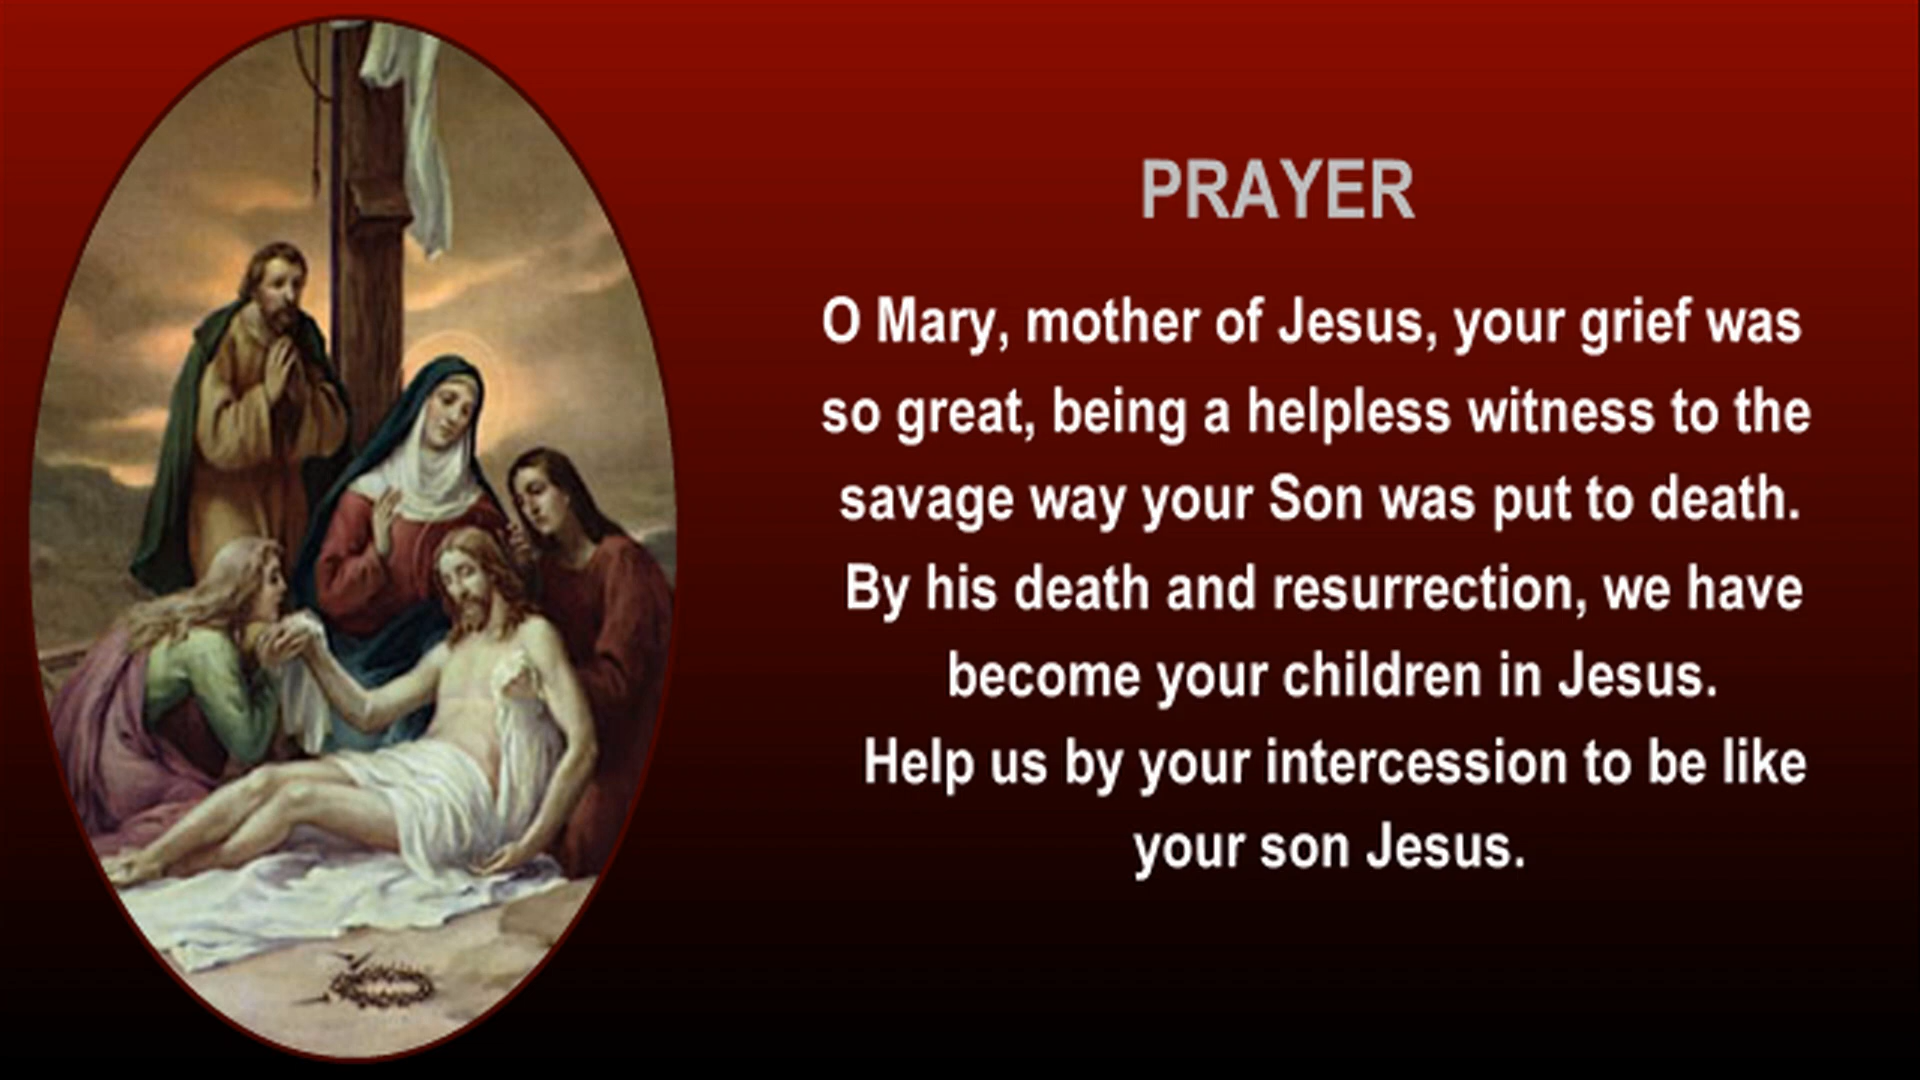 PRAYER
O Mary, mother of Jesus, your grief was
so great, being a helpless witness to the
savage way your Son was put to death.
By his death and resurrection, we have
become your children in Jesus.
Help us by your intercession to be like
your son Jesus.